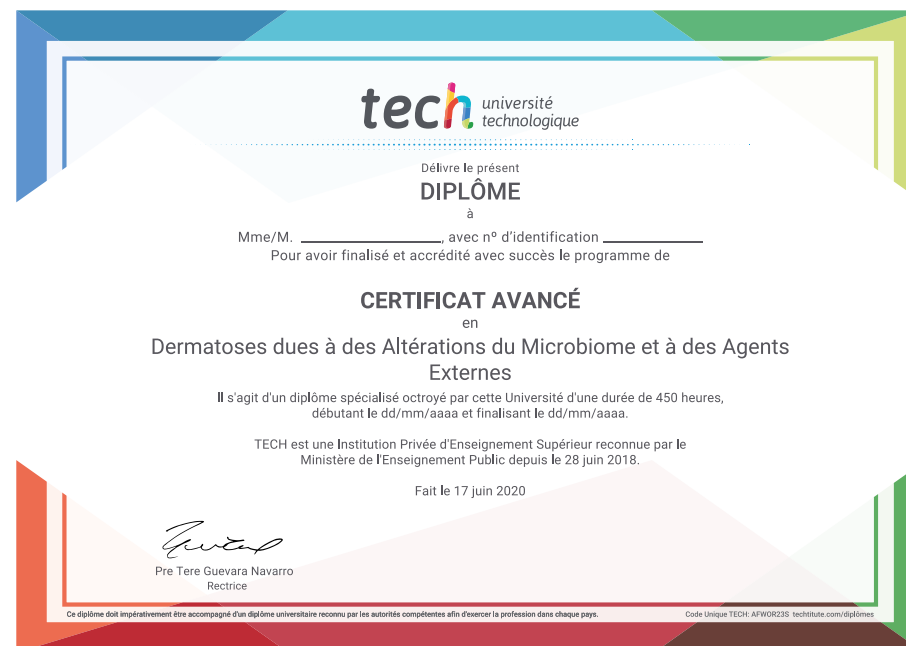 tech université
technologique
Délivre le présent
DIPLÔME
à
Mme/M. ____________________, avec nº d'identification ______________
Pour avoir finalisé et accrédité avec succès le programme de
CERTIFICAT AVANCÉ
en
Dermatoses dues à des Altérations du Microbiome et à des Agents
Externes
Il s'agit d'un diplôme spécialisé octroyé par cette Université d'une durée de 450 heures,
débutant le dd/mm/aaaa et finalisant le dd/mm/aaaa.
TECH est une Institution Privée d'Enseignement Supérieur reconnue par le
Ministère de l'Enseignement Public depuis le 28 juin 2018.
Fait le 17 juin 2020
Pre Tere Guevara Navarro
Rectrice
Ce diplôme doit impérativement être accompagné d'un diplôme universitaire reconnu par les autorités compétentes afin d'exercer la profession dans chaque pays.
Code Unique TECH: AFWOR23S techtitute.com/diplômes